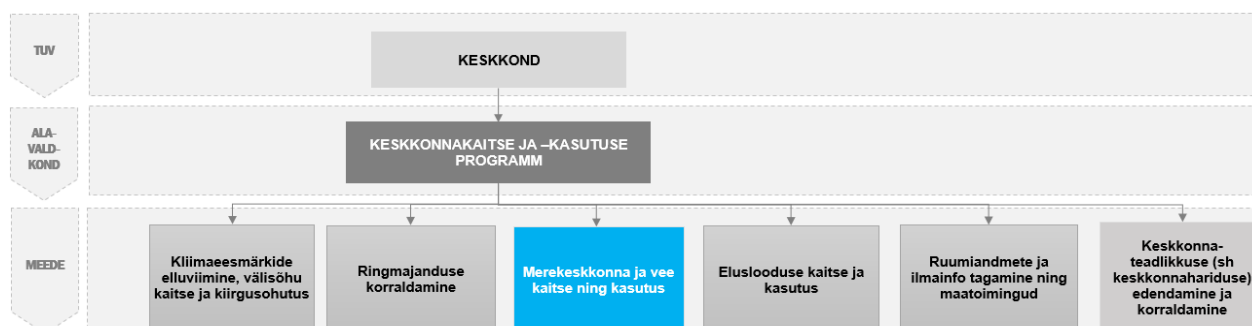 TUV
KESKKOND
ALA-
VALD-
KOND
KESKKONNAKAITSE JA –KASUTUSE
PROGRAMM
MEEDE
Kliimaeesmärkide
elluviimine, välisõhu
kaitse ja kiirgusohutus
Ringmajanduse
korraldamine
Merekeskkonna ja vee
kaitse ning kasutus
Eluslooduse kaitse ja
kasutus
Ruumiandmete ja
ilmainfo tagamine ning
maatoimingud
Keskkonna-
teadlikkuse (sh
keskkonnahariduse)
edendamine ja
korraldamine